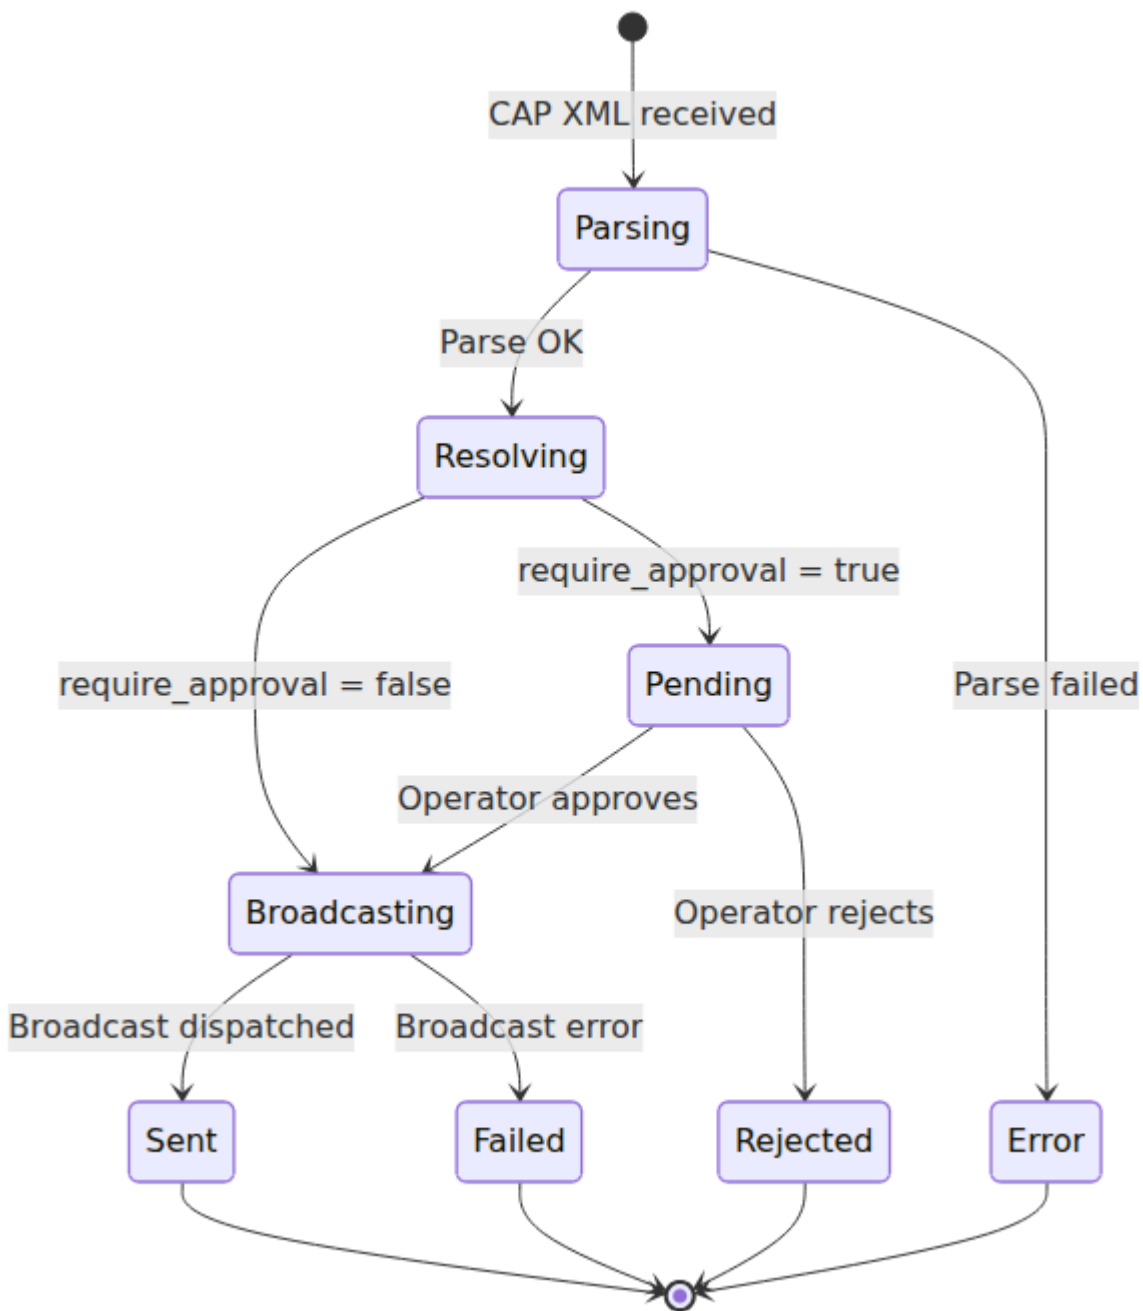 CAP XML received
Parsing
Parse OK
Resolving
require_approval = true
require_approval = false
Pending
Parse failed
Operator approves
Broadcasting
Operator rejects
Broadcast dispatched
Broadcast error
Sent
Failed
Rejected
Error